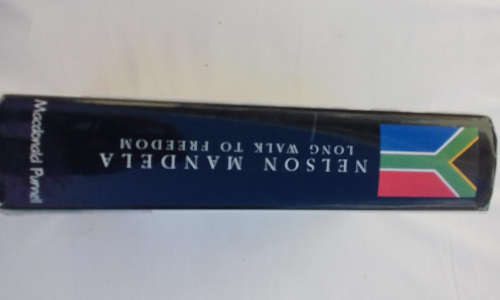 NELSON MANDELA
LONG WALK TO FREEDOM
Macdonald Purnell